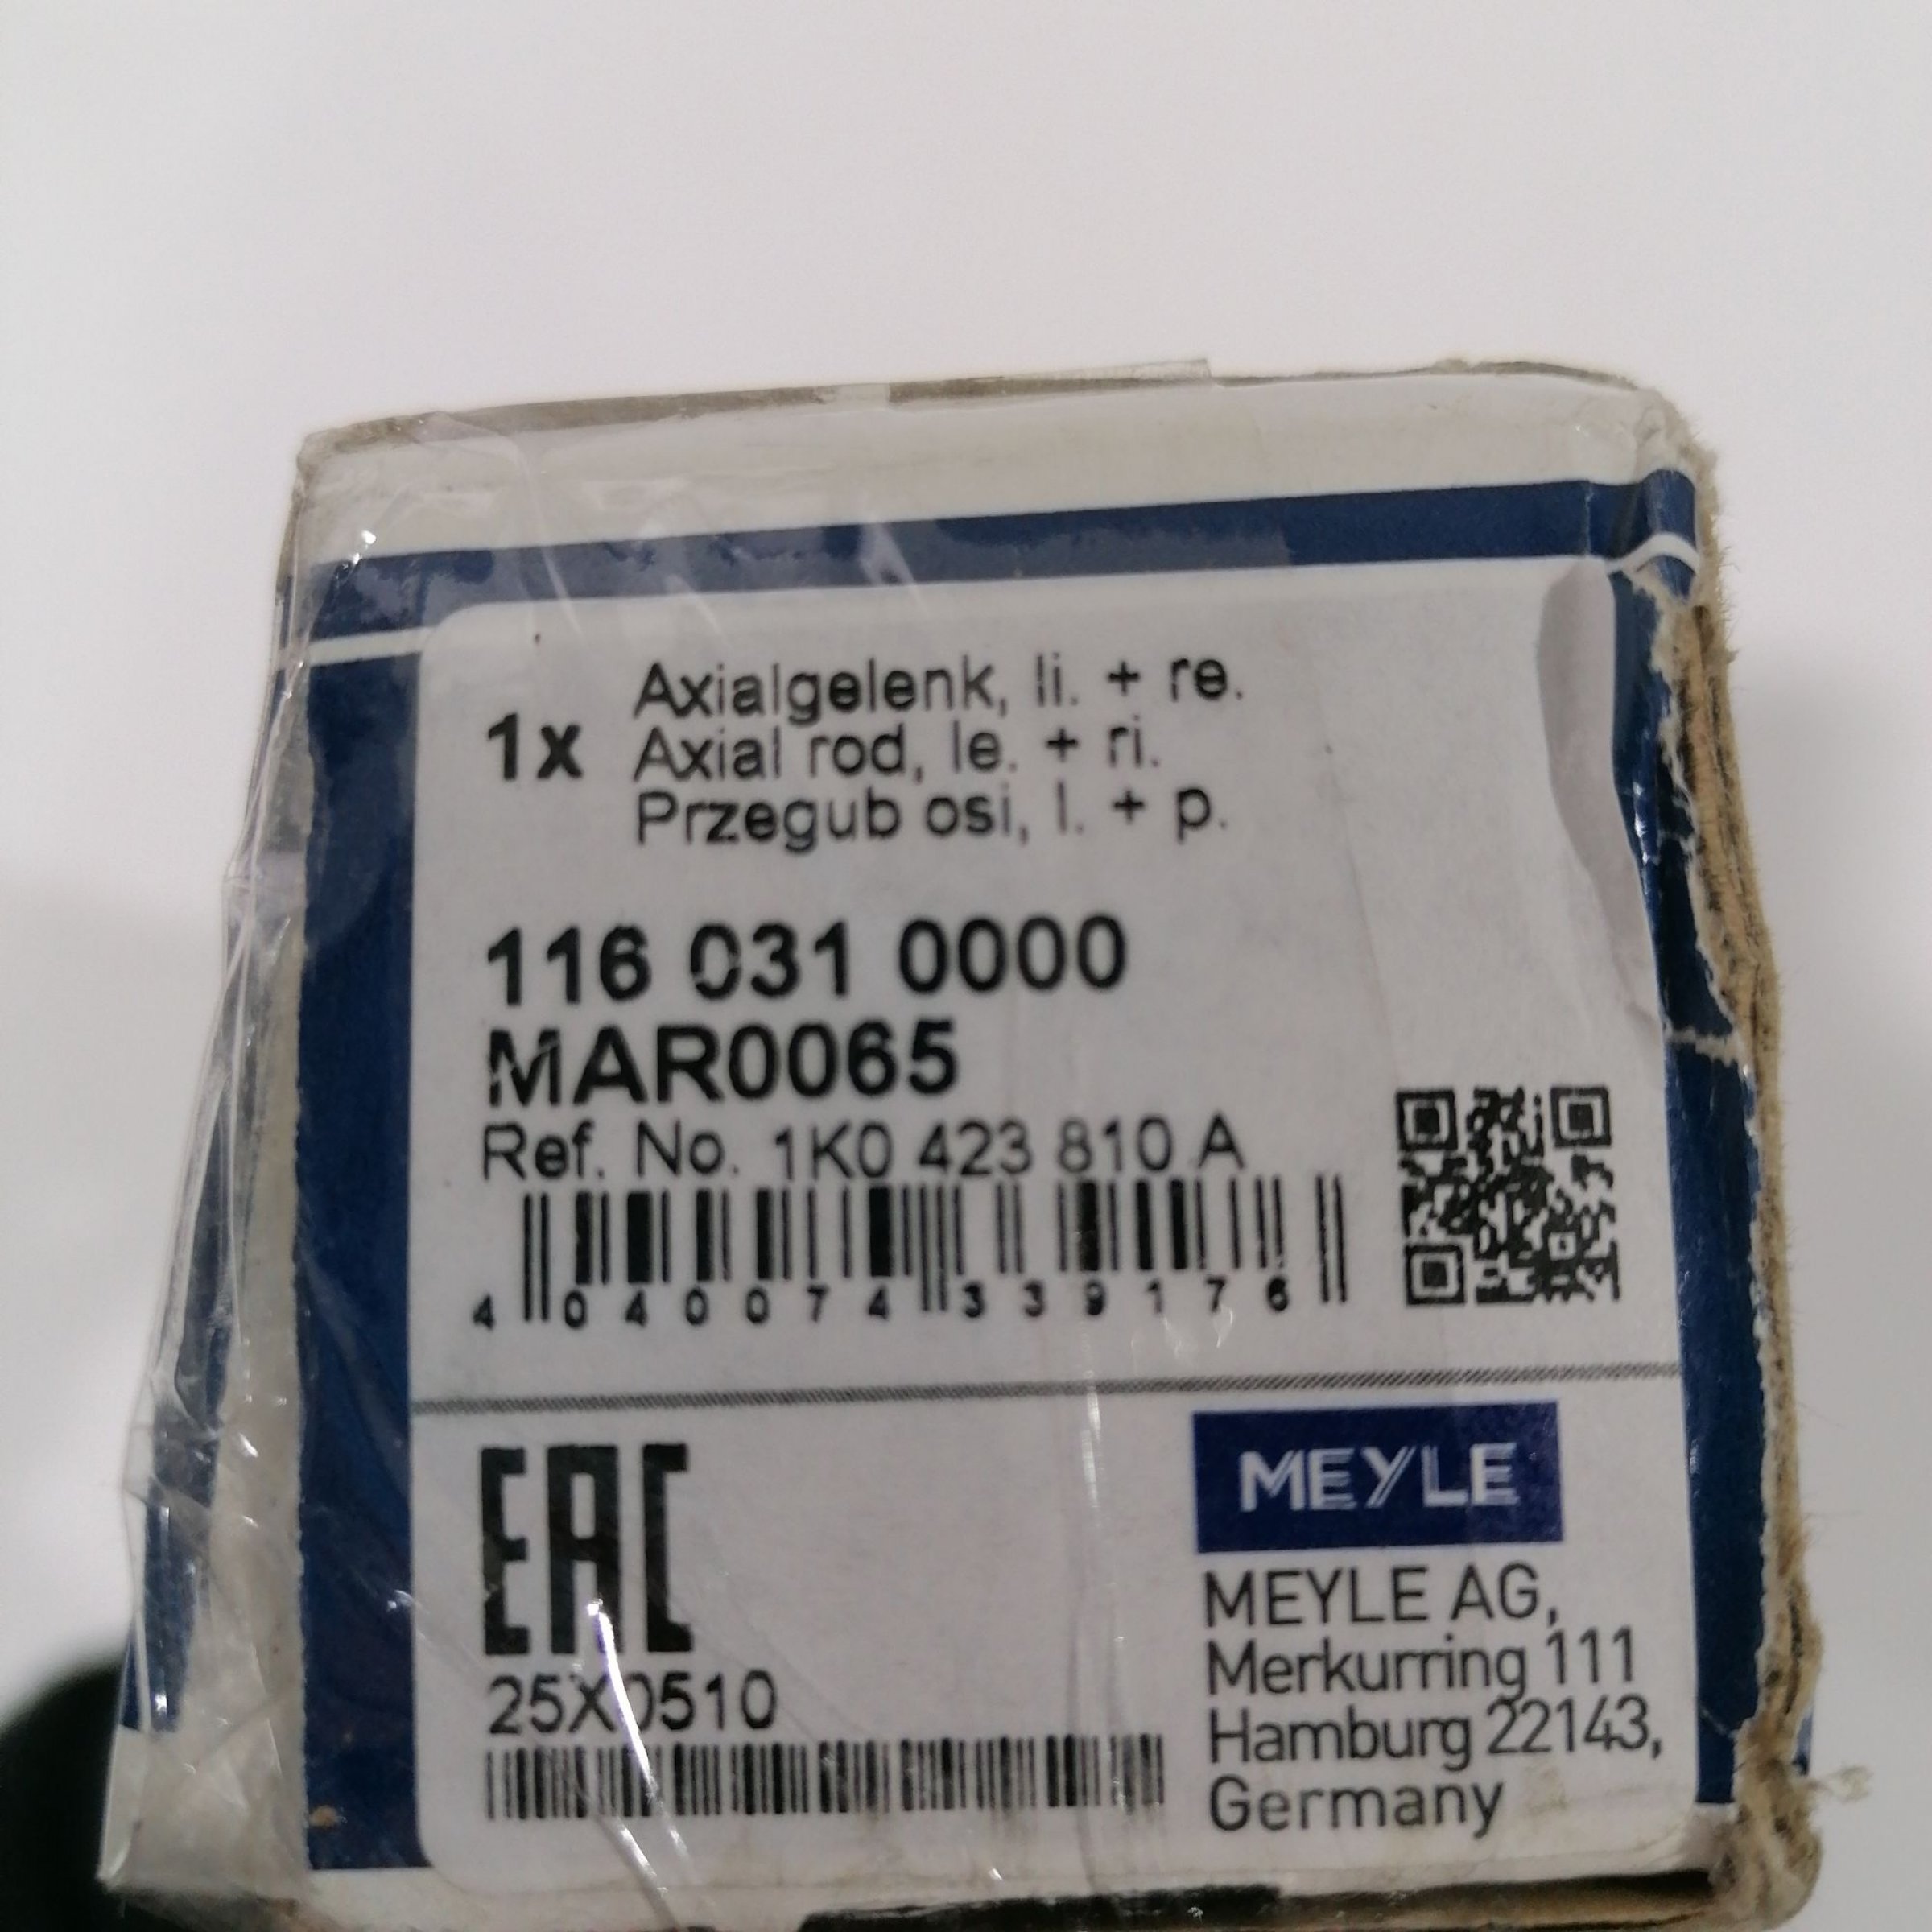 1x
Axialgelenk, li. + re.
Axial rod, le. + ri.
Przegub osi, l. + p.
116 031 0000
MAR0065
Ref. No. 1K0 423 810 A
4 040074 339176
EAC
25X0510
MEYLE
MEYLE AG,
Merkurring 111
Hamburg 22143,
Germany